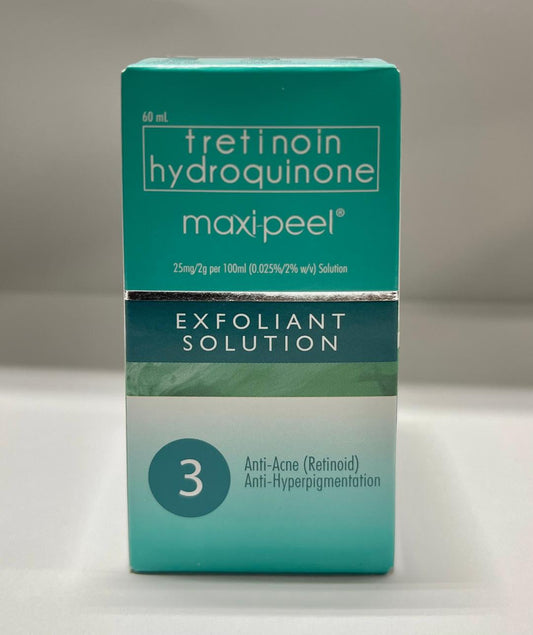 60 mL
tretinoin
hydroquinone
maxi-peel®
25mg/2g per 100ml (0.025%/2% w/v) Solution
EXFOLIANT
SOLUTION
3
Anti-Acne (Retinoid)
Anti-Hyperpigmentation